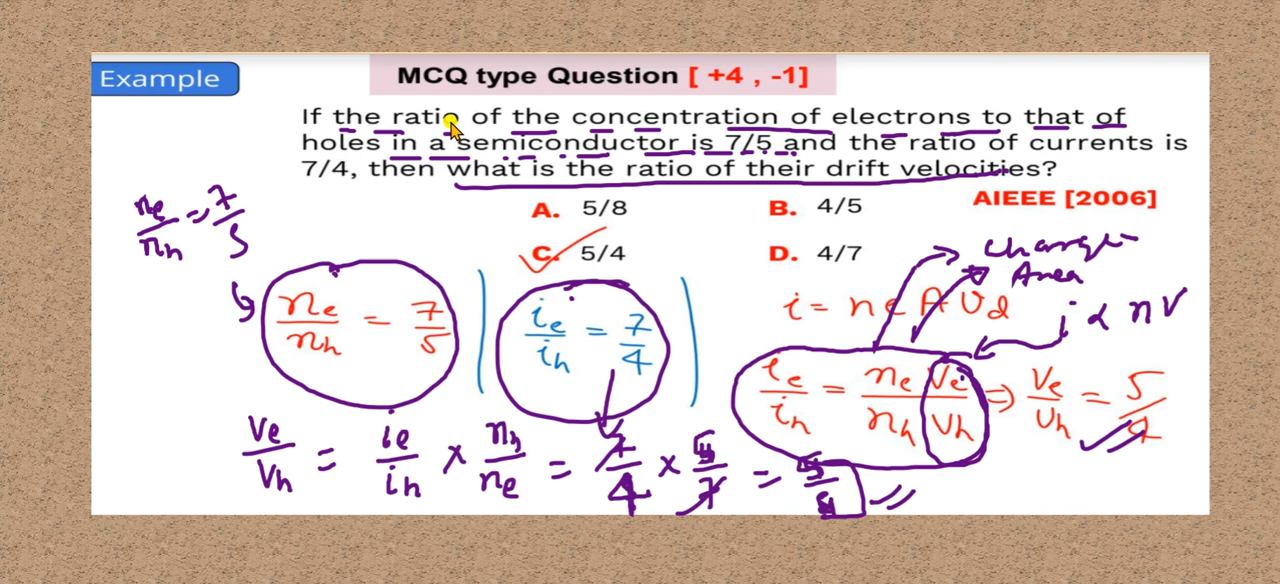 Example
MCQ type Question [ +4 , -1]
If the ratio of the concentration of electrons to that of
holes in a semiconductor is 7/5 and the ratio of currents is
7/4, then what is the ratio of their drift velocities?
AIEEE [2006]
A. 5/8
B. 4/5
C. 5/4
D. 4/7
ne/nh = 7/5
charge
Area
ne/nh = 7/5
ie/ih = 7/4
i = neAVd
i ∝ nV
ie/ih = ne Ve/nh Vh ⇒ Ve/Vh = 5/4
Ve/Vh = ie/ih × nh/ne = 7/4 × 5/7 = 5/4